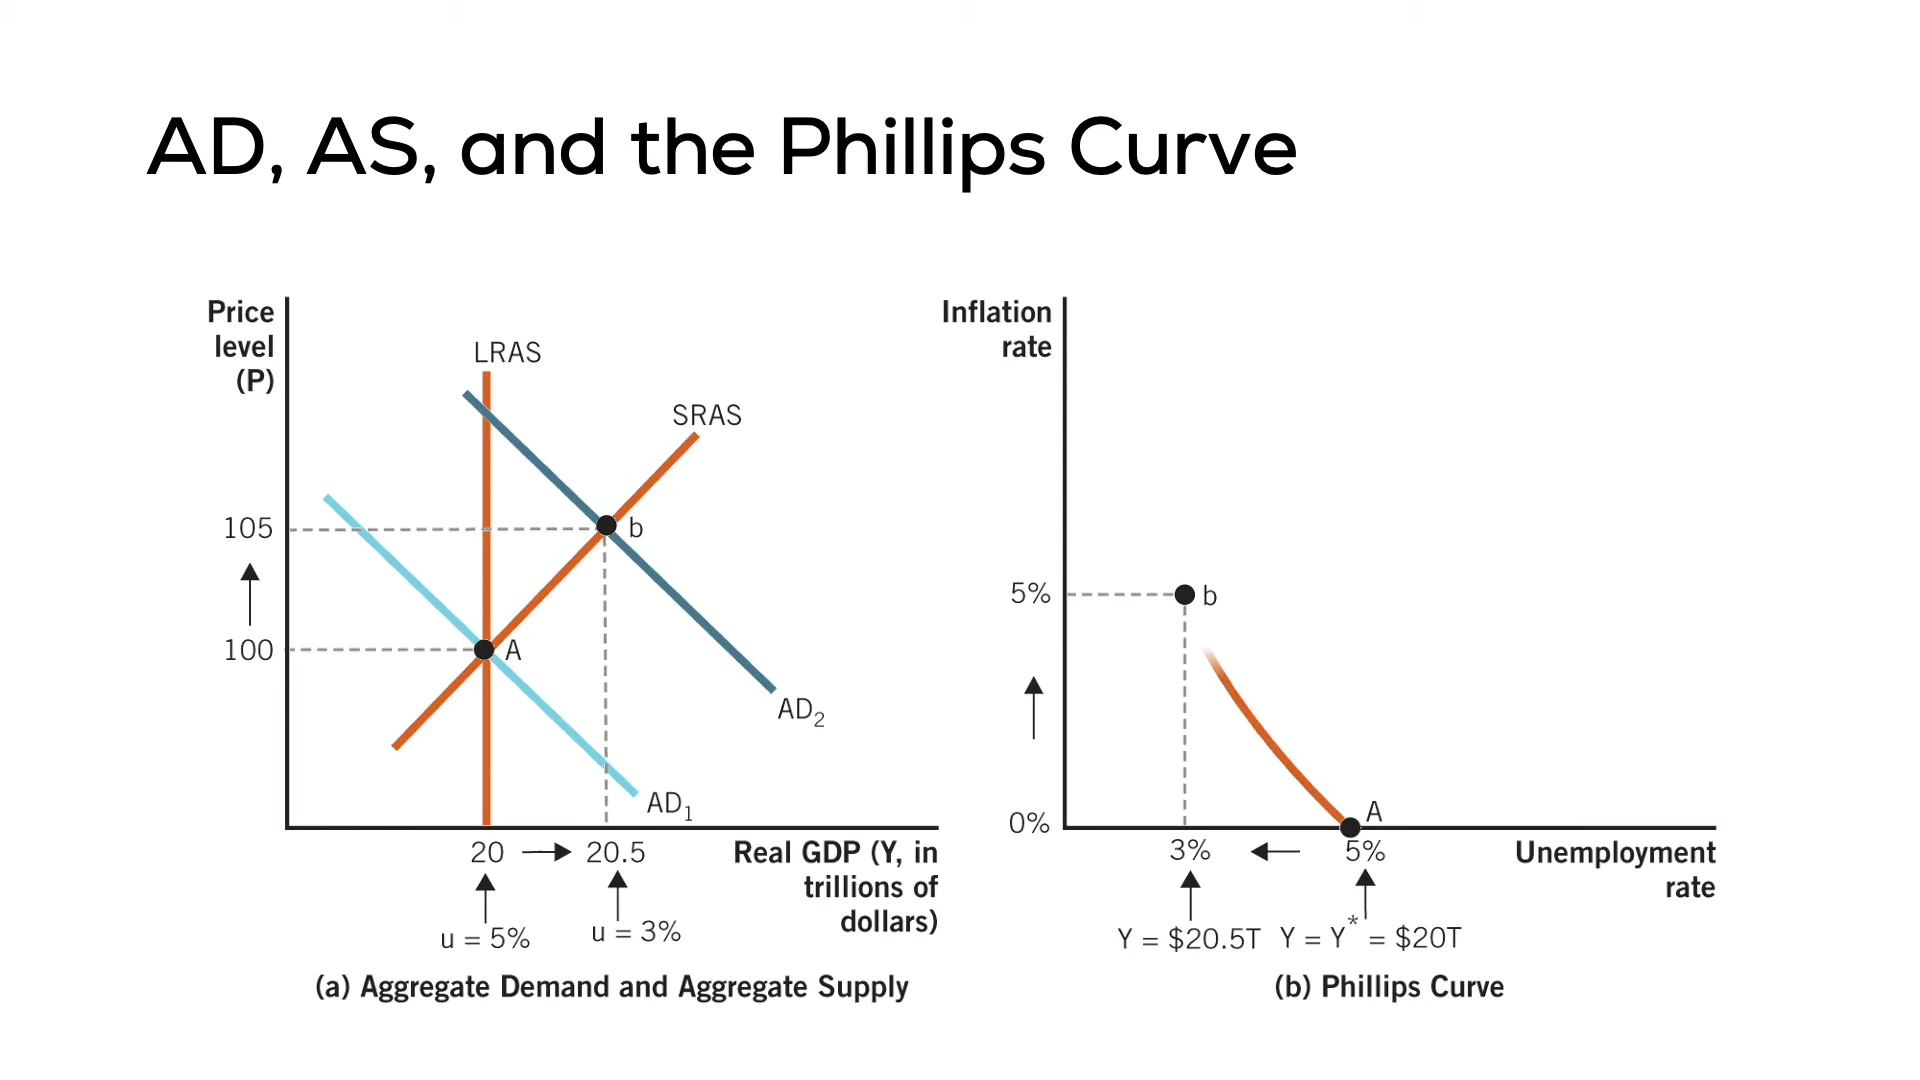 AD, AS, and the Phillips Curve
Price
level
(P)
LRAS
SRAS
105
b
100
A
AD2
AD1
20
20.5
Real GDP (Y, in
trillions of
dollars)
u = 5%
u = 3%
(a) Aggregate Demand and Aggregate Supply
Inflation
rate
5%
b
0%
A
3%
5%
Unemployment
rate
Y = $20.5T
Y = Y* = $20T
(b) Phillips Curve